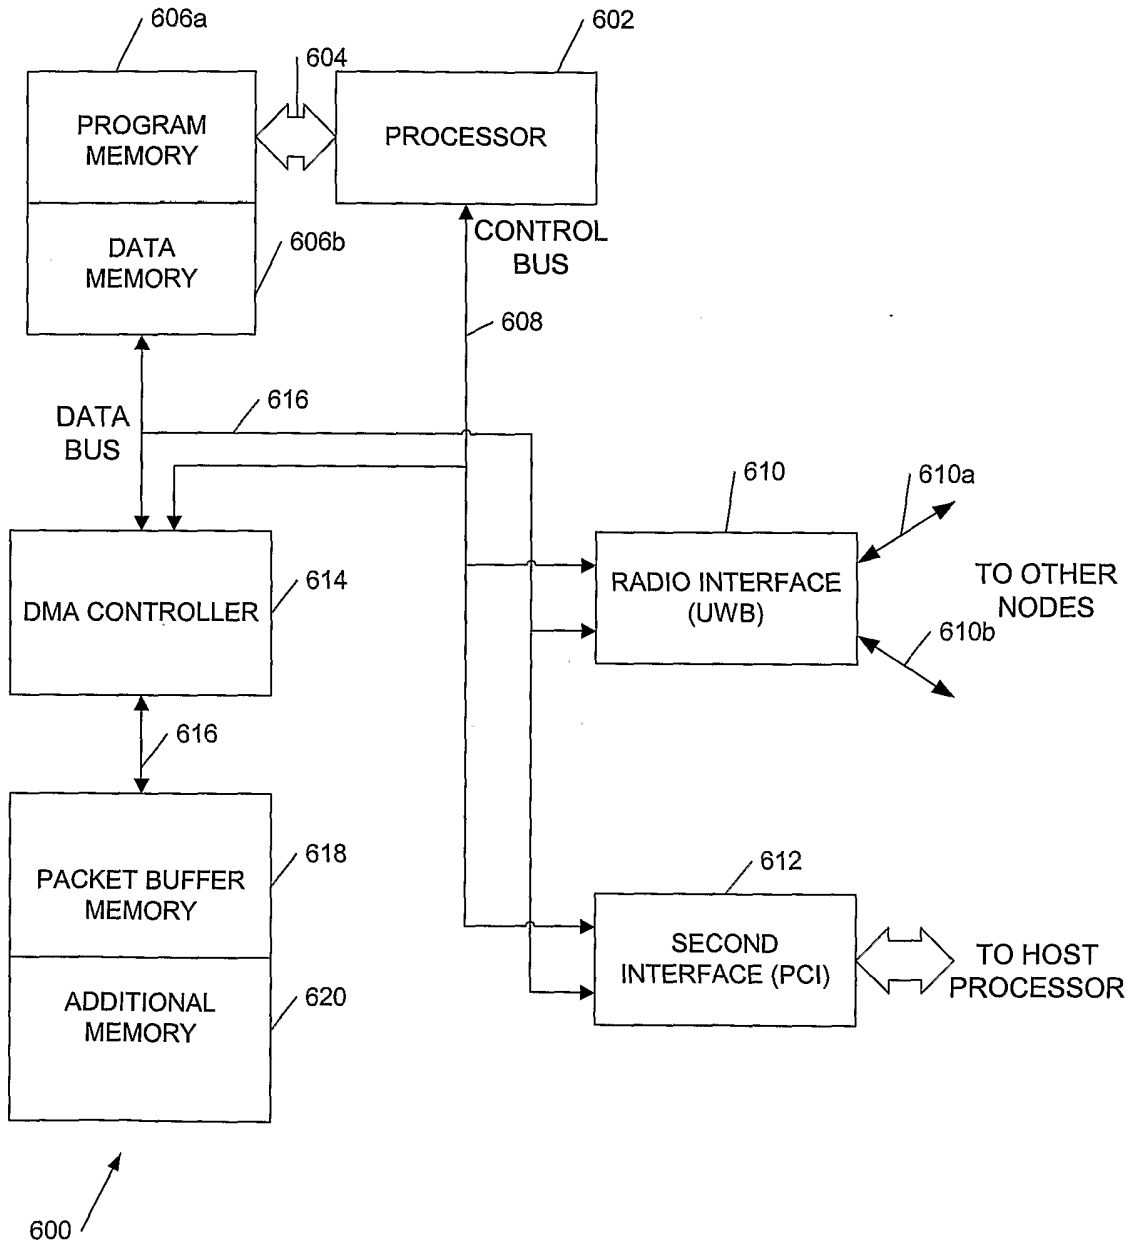 606a
602
604
PROGRAM
MEMORY
PROCESSOR
CONTROL
BUS
606b
DATA
MEMORY
608
616
DATA
BUS
610
610a
614
DMA CONTROLLER
RADIO INTERFACE
(UWB)
TO OTHER
NODES
610b
616
618
612
PACKET BUFFER
MEMORY
SECOND
INTERFACE (PCI)
TO HOST
PROCESSOR
620
ADDITIONAL
MEMORY
600